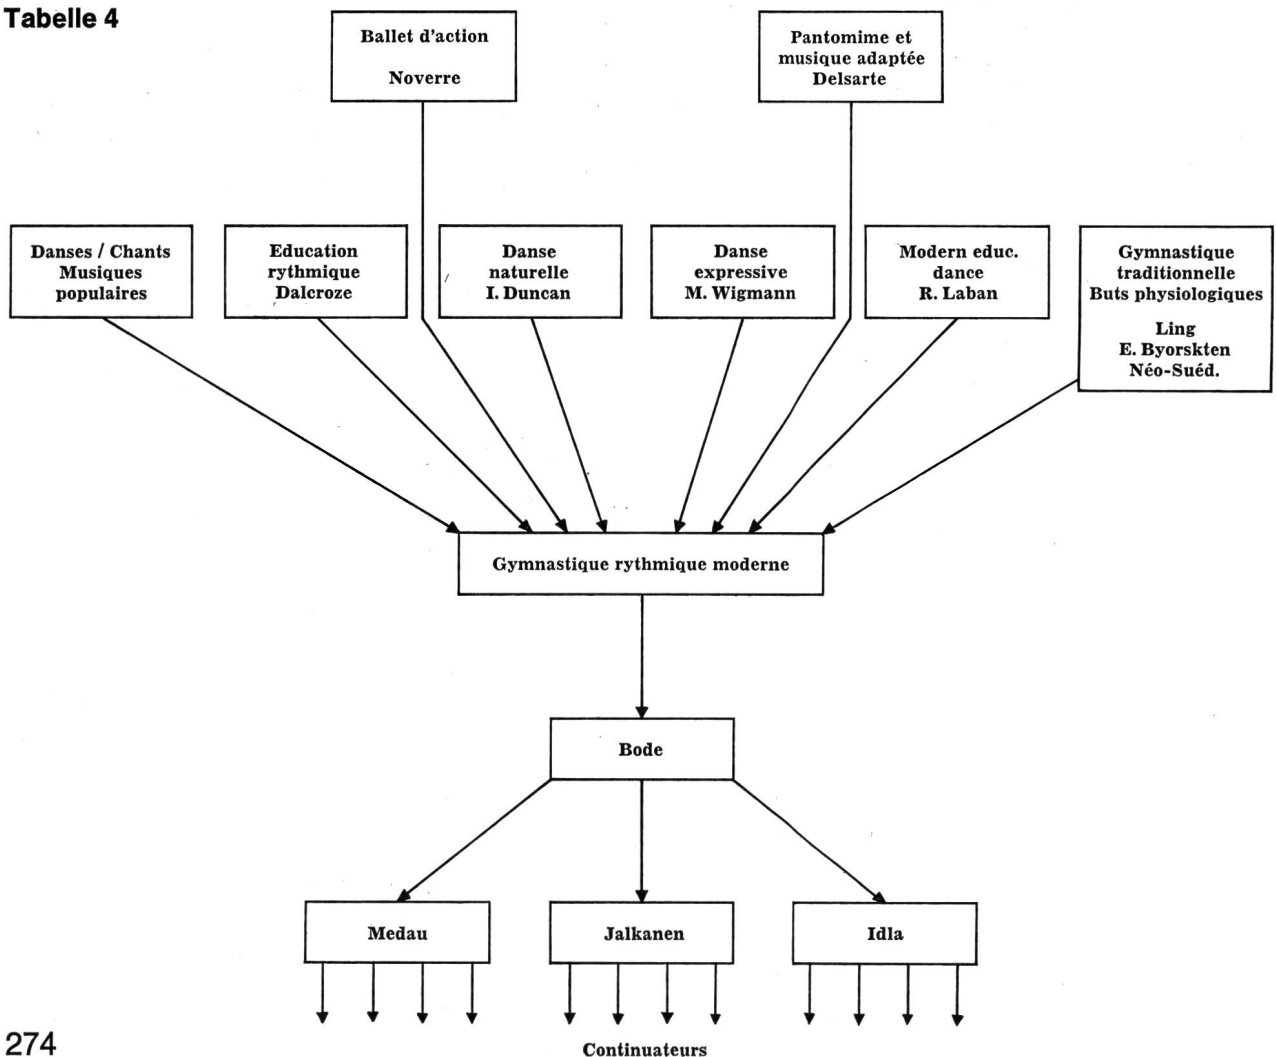 Tabelle 4
Ballet d'action
Noverre
Pantomime et
musique adaptée
Delsarte
Danses / Chants
Musiques
populaires
Education
rythmique
Dalcroze
Danse
naturelle
I. Duncan
Danse
expressive
M. Wigmann
Modern educ.
dance
R. Laban
Gymnastique
traditionnelle
Buts physiologiques
Ling
E. Byorskten
Néo-Suéd.
Gymnastique rythmique moderne
Bode
Medau
Jalkanen
Idla
Continuateurs
274